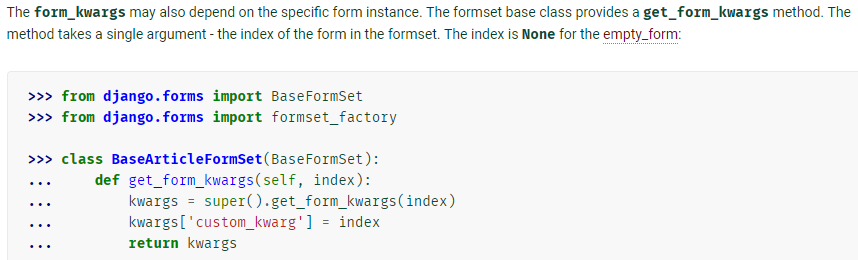 The form_kwargs may also depend on the specific form instance. The formset base class provides a get_form_kwargs method. The
method takes a single argument - the index of the form in the formset. The index is None for the empty_form:
>>> from django.forms import BaseFormSet
>>> from django.forms import formset_factory
>>> class BaseArticleFormSet(BaseFormSet):
...     def get_form_kwargs(self, index):
...         kwargs = super().get_form_kwargs(index)
...         kwargs['custom_kwarg'] = index
...         return kwargs